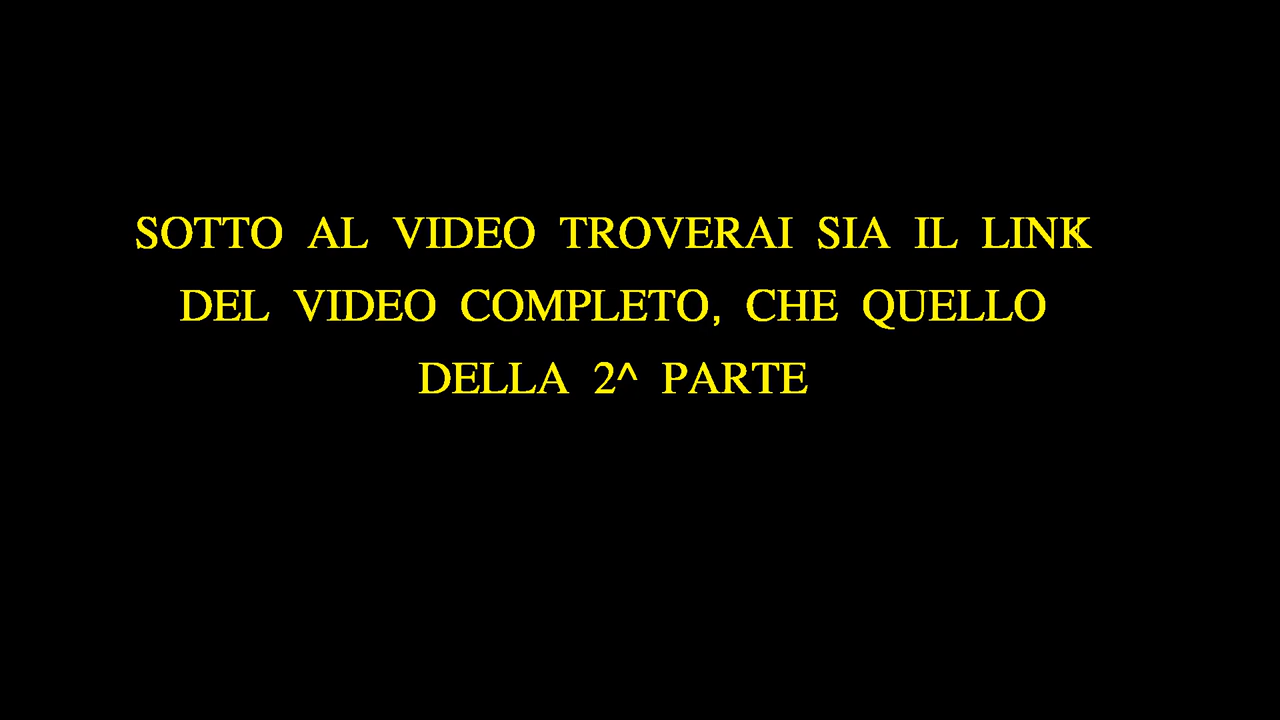 SOTTO AL VIDEO TROVERAI SIA IL LINK
DEL VIDEO COMPLETO, CHE QUELLO
DELLA 2^ PARTE